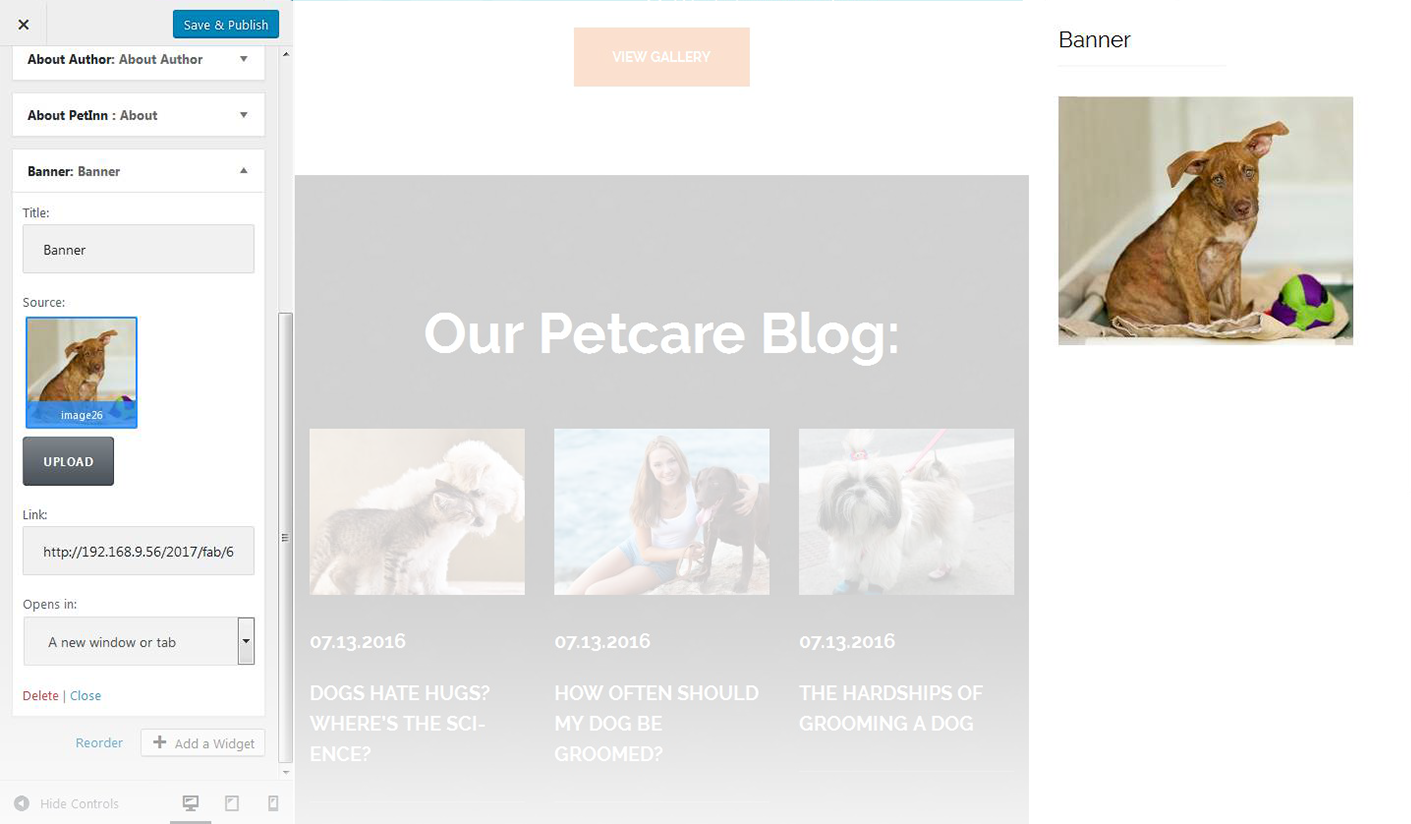 Save & Publish
About Author: About Author
About PetInn : About
Banner: Banner
Title:
Banner
Source:
image26
UPLOAD
Link:
http://192.168.9.56/2017/fab/6
Opens in:
A new window or tab
Delete | Close
Reorder
Add a Widget
Hide Controls
VIEW GALLERY
Our Petcare Blog:
07.13.2016
DOGS HATE HUGS?
WHERE'S THE SCI-
ENCE?
07.13.2016
HOW OFTEN SHOULD
MY DOG BE
GROOMED?
07.13.2016
THE HARDSHIPS OF
GROOMING A DOG
Banner